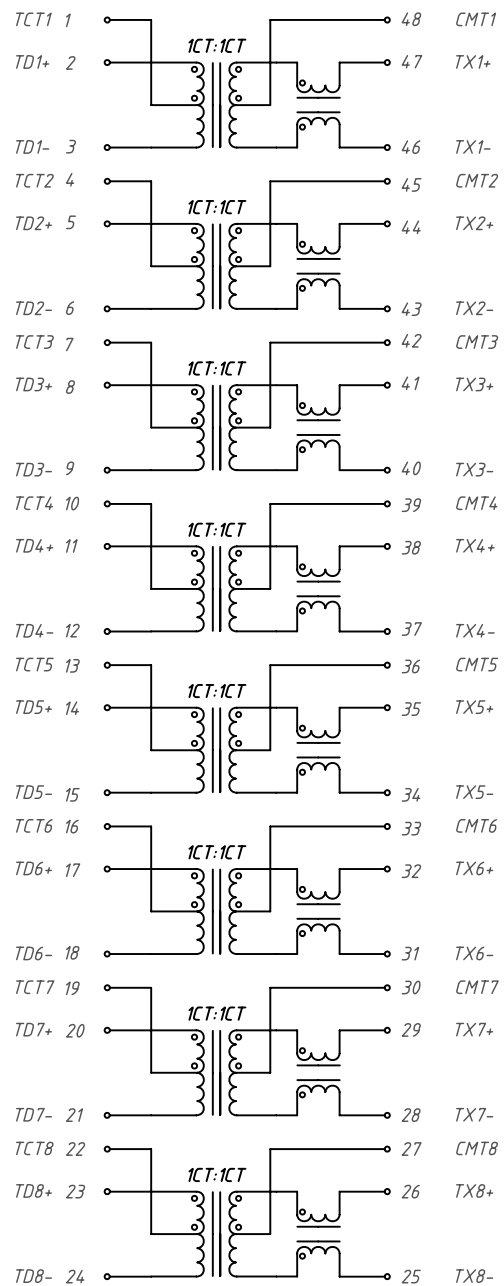 TCT1 1 48 CMT1
1CT:1CT
TD1+ 2 47 TX1+
TD1- 3 46 TX1-
TCT2 4 45 CMT2
1CT:1CT
TD2+ 5 44 TX2+
TD2- 6 43 TX2-
TCT3 7 42 CMT3
1CT:1CT
TD3+ 8 41 TX3+
TD3- 9 40 TX3-
TCT4 10 39 CMT4
1CT:1CT
TD4+ 11 38 TX4+
TD4- 12 37 TX4-
TCT5 13 36 CMT5
1CT:1CT
TD5+ 14 35 TX5+
TD5- 15 34 TX5-
TCT6 16 33 CMT6
1CT:1CT
TD6+ 17 32 TX6+
TD6- 18 31 TX6-
TCT7 19 30 CMT7
1CT:1CT
TD7+ 20 29 TX7+
TD7- 21 28 TX7-
TCT8 22 27 CMT8
1CT:1CT
TD8+ 23 26 TX8+
TD8- 24 25 TX8-